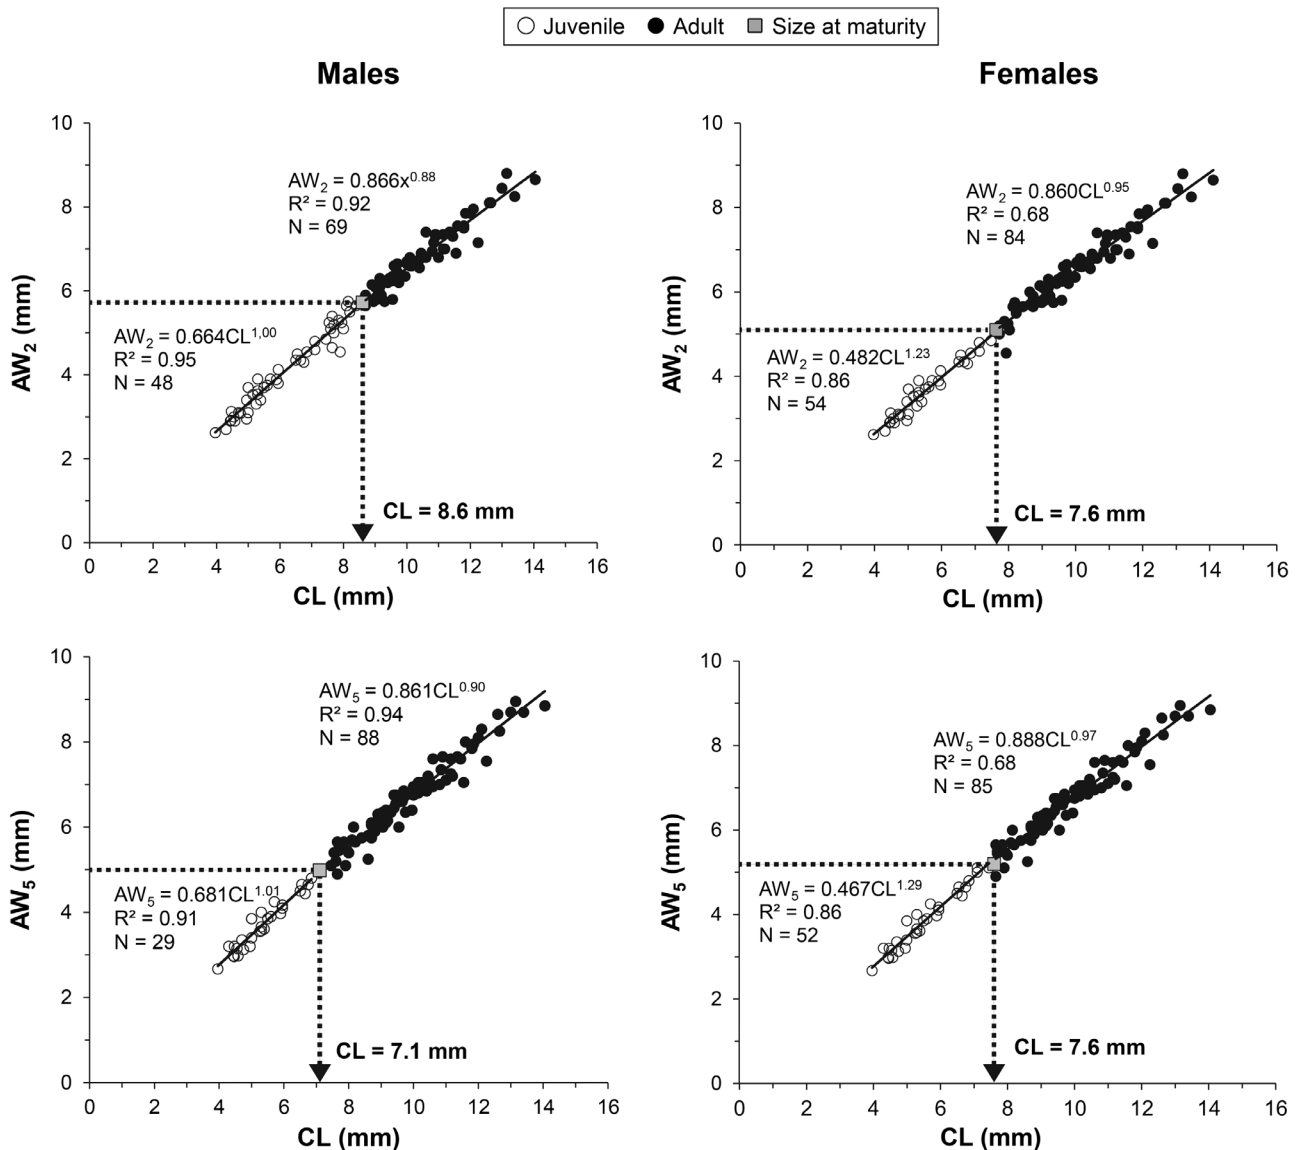 Juvenile Adult Size at maturity
Males
Females
10
8
6
4
2
0
AW₂ (mm)
AW₂ = 0.866x⁰·⁸⁸
R² = 0.92
N = 69
AW₂ = 0.664CL¹,⁰⁰
R² = 0.95
N = 48
CL = 8.6 mm
0 2 4 6 8 10 12 14 16
CL (mm)
10
8
6
4
2
0
AW₂ (mm)
AW₂ = 0.860CL⁰·⁹⁵
R² = 0.68
N = 84
AW₂ = 0.482CL¹·²³
R² = 0.86
N = 54
CL = 7.6 mm
0 2 4 6 8 10 12 14 16
CL (mm)
10
8
6
4
2
0
AW₅ (mm)
AW₅ = 0.861CL⁰·⁹⁰
R² = 0.94
N = 88
AW₅ = 0.681CL¹·⁰¹
R² = 0.91
N = 29
CL = 7.1 mm
0 2 4 6 8 10 12 14 16
CL (mm)
10
8
6
4
2
0
AW₅ (mm)
AW₅ = 0.888CL⁰·⁹⁷
R² = 0.68
N = 85
AW₅ = 0.467CL¹·²⁹
R² = 0.86
N = 52
CL = 7.6 mm
0 2 4 6 8 10 12 14 16
CL (mm)